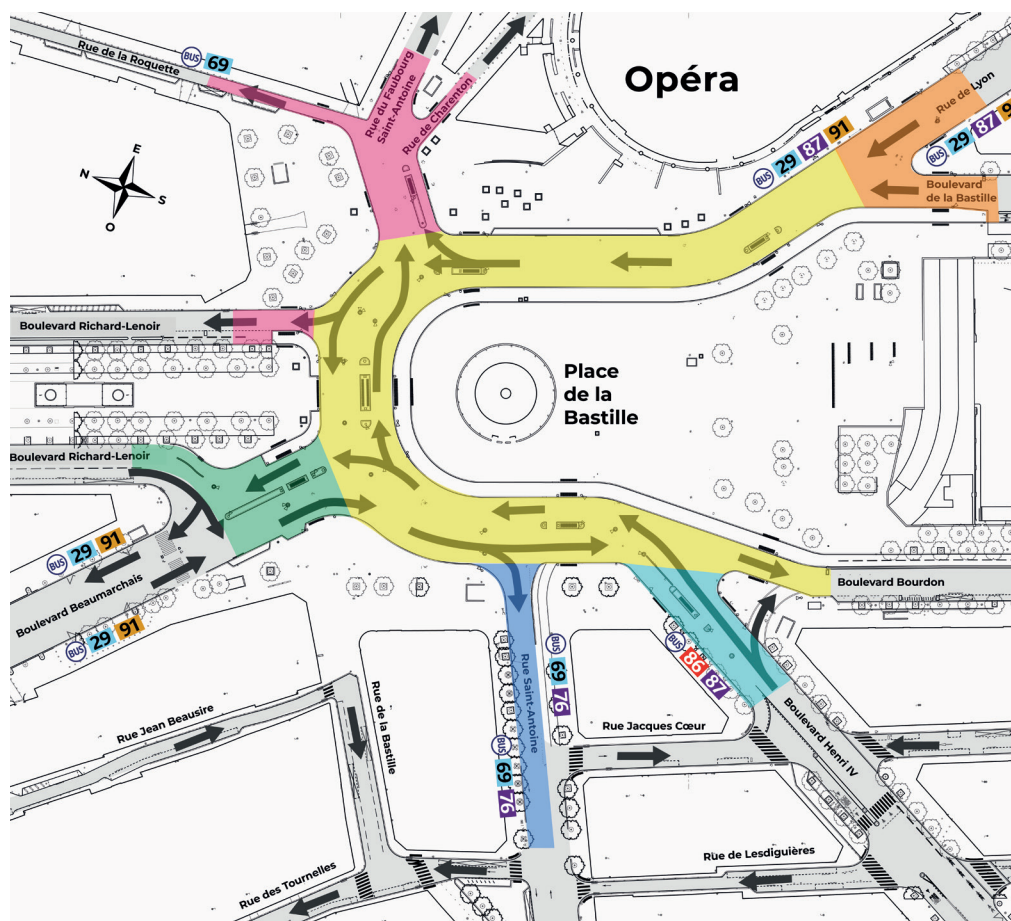 Rue de la Roquette
BUS 69
Rue du Faubourg
Saint-Antoine
Rue de Charenton
Opéra
Rue de Lyon
BUS 29 87 91
BUS 29 87 9
Boulevard
de la Bastille
E
N
S
O
Boulevard Richard-Lenoir
Place
de la
Bastille
Boulevard Richard-Lenoir
BUS 29 91
Boulevard Beaumarchais
BUS 29 91
Boulevard Bourdon
Rue Saint-Antoine
BUS 69 76
BUS 69 76
BUS 86 87
Boulevard Henri IV
Rue Jacques Cœur
Rue Jean Beausire
Rue de la Bastille
Rue des Tournelles
Rue de Lesdiguières